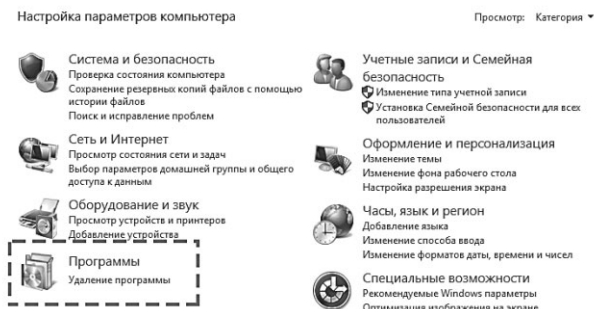 Настройка параметров компьютера
Просмотр: Категория
Система и безопасность
Проверка состояния компьютера
Сохранение резервных копий файлов с помощью
истории файлов
Поиск и исправление проблем
Сеть и Интернет
Просмотр состояния сети и задач
Выбор параметров домашней группы и общего
доступа к данным
Оборудование и звук
Просмотр устройств и принтеров
Добавление устройства
Программы
Удаление программы
Учетные записи и Семейная
безопасность
Изменение типа учетной записи
Установка Семейной безопасности для всех
пользователей
Оформление и персонализация
Изменение темы
Изменение фона рабочего стола
Настройка разрешения экрана
Часы, язык и регион
Добавление языка
Изменение способа ввода
Изменение форматов даты, времени и чисел
Специальные возможности
Рекомендуемые Windows параметры
Оптимизация изображения на экране